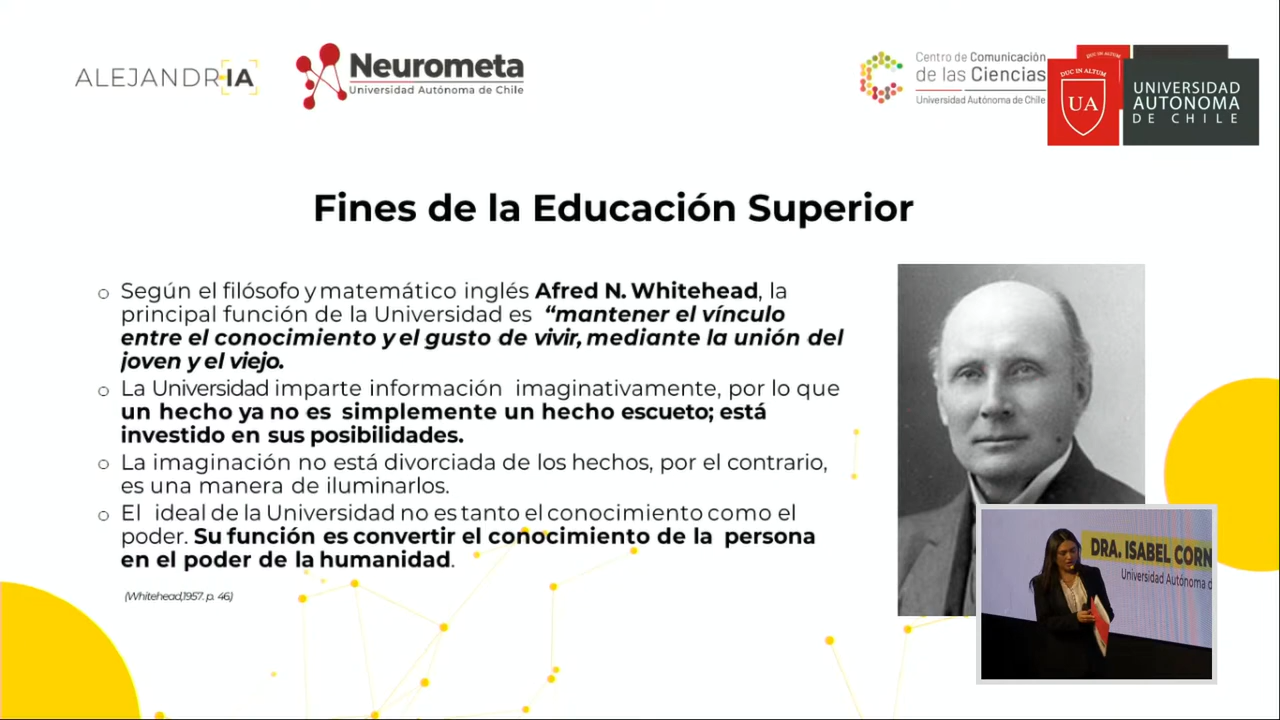 ALEJANDRIA
Neurometa
Universidad Autónoma de Chile
Centro de Comunicación
de las Ciencias
Universidad Autónoma de Chile
DUC IN ALTUM
DUC IN ALTUM
UA
UNIVERSIDAD
AUTONOMA
DE CHILE
Fines de la Educación Superior
Según el filósofo y matemático inglés Afred N. Whitehead, la
principal función de la Universidad es “mantener el vínculo
entre el conocimiento y el gusto de vivir, mediante la unión del
joven y el viejo.
La Universidad imparte información imaginativamente, por lo que
un hecho ya no es simplemente un hecho escueto; está
investido en sus posibilidades.
La imaginación no está divorciada de los hechos, por el contrario,
es una manera de iluminarlos.
El ideal de la Universidad no es tanto el conocimiento como el
poder. Su función es convertir el conocimiento de la persona
en el poder de la humanidad.
(Whitehead,1957. p. 46)
DRA. ISABEL CORN
Universidad Autónoma d